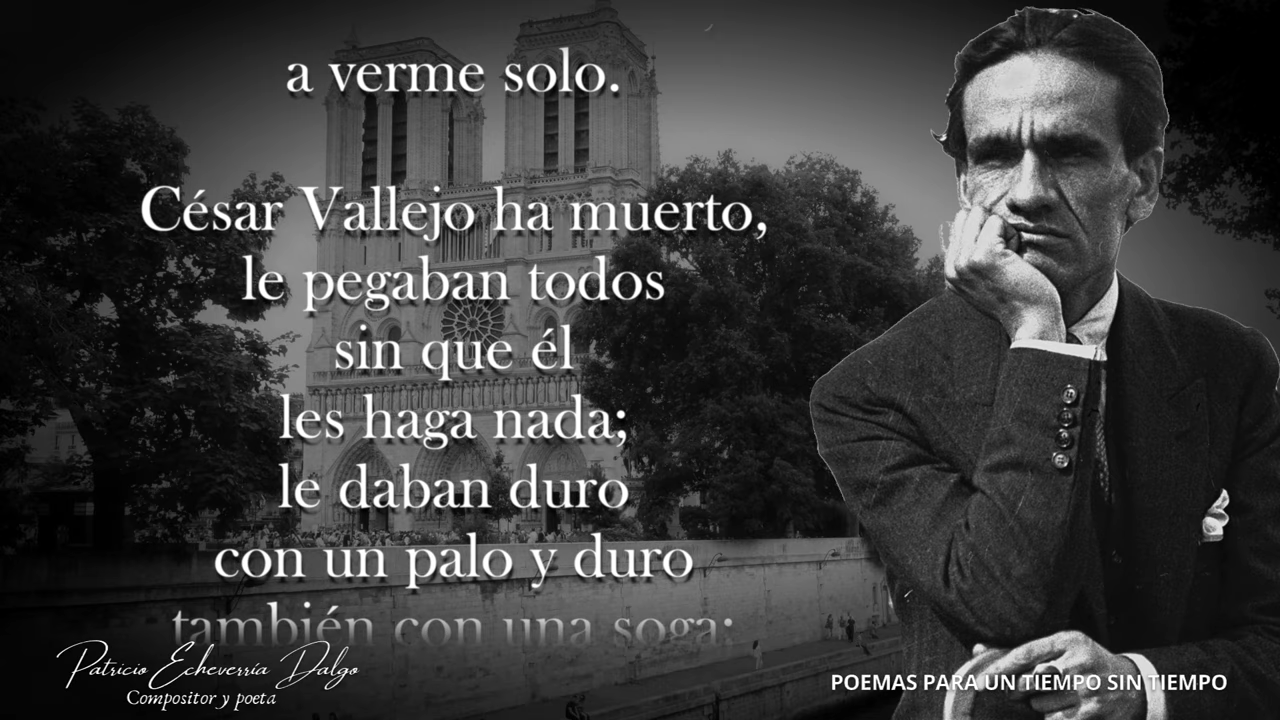 a verme solo.
César Vallejo ha muerto,
le pegaban todos
sin que él
les haga nada;
le daban duro
con un palo y duro
también con una soga;
Patricio Echeverría Dalgo
Compositor y poeta
POEMAS PARA UN TIEMPO SIN TIEMPO